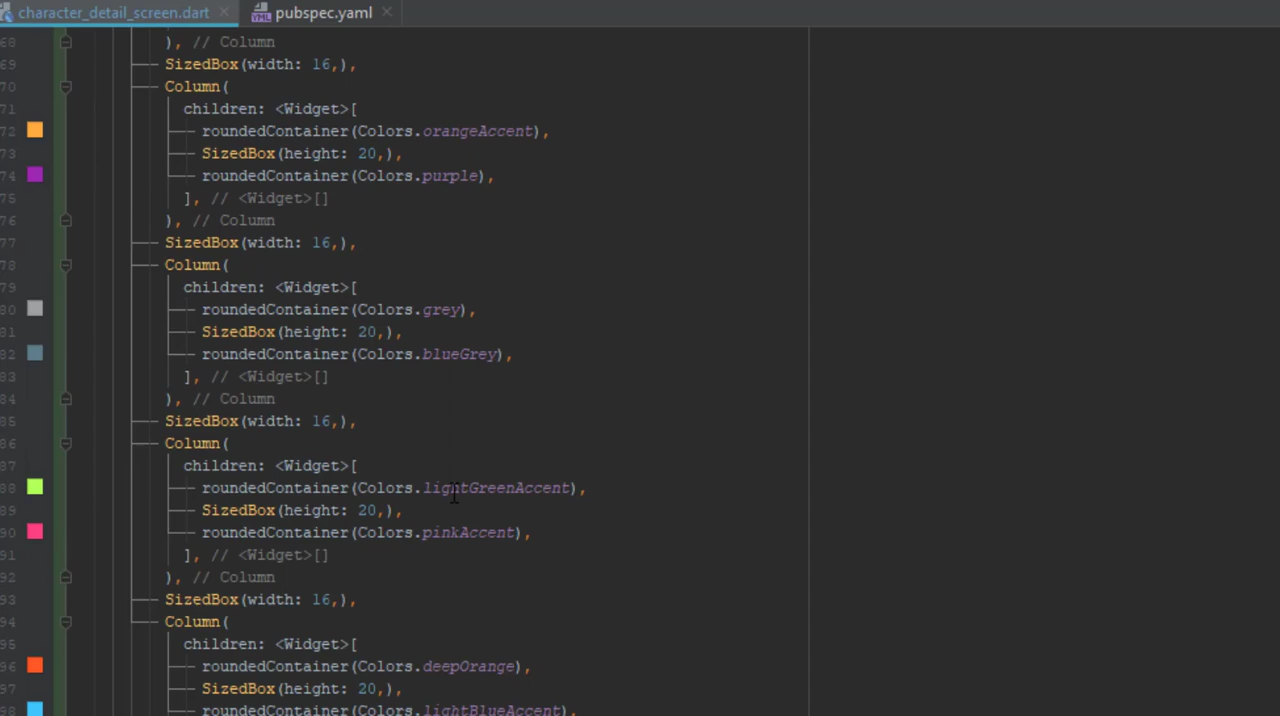 character_detail_screen.dart
pubspec.yaml
68 ), // Column
69 SizedBox(width: 16,),
70 Column(
71 children: <Widget>[
72 roundedContainer(Colors.orangeAccent),
73 SizedBox(height: 20,),
74 roundedContainer(Colors.purple),
75 ], // <Widget>[]
76 ), // Column
77 SizedBox(width: 16,),
78 Column(
79 children: <Widget>[
80 roundedContainer(Colors.grey),
81 SizedBox(height: 20,),
82 roundedContainer(Colors.blueGrey),
83 ], // <Widget>[]
84 ), // Column
85 SizedBox(width: 16,),
86 Column(
87 children: <Widget>[
88 roundedContainer(Colors.lightGreenAccent),
89 SizedBox(height: 20,),
90 roundedContainer(Colors.pinkAccent),
91 ], // <Widget>[]
92 ), // Column
93 SizedBox(width: 16,),
94 Column(
95 children: <Widget>[
96 roundedContainer(Colors.deepOrange),
97 SizedBox(height: 20,),
98 roundedContainer(Colors.lightBlueAccent),